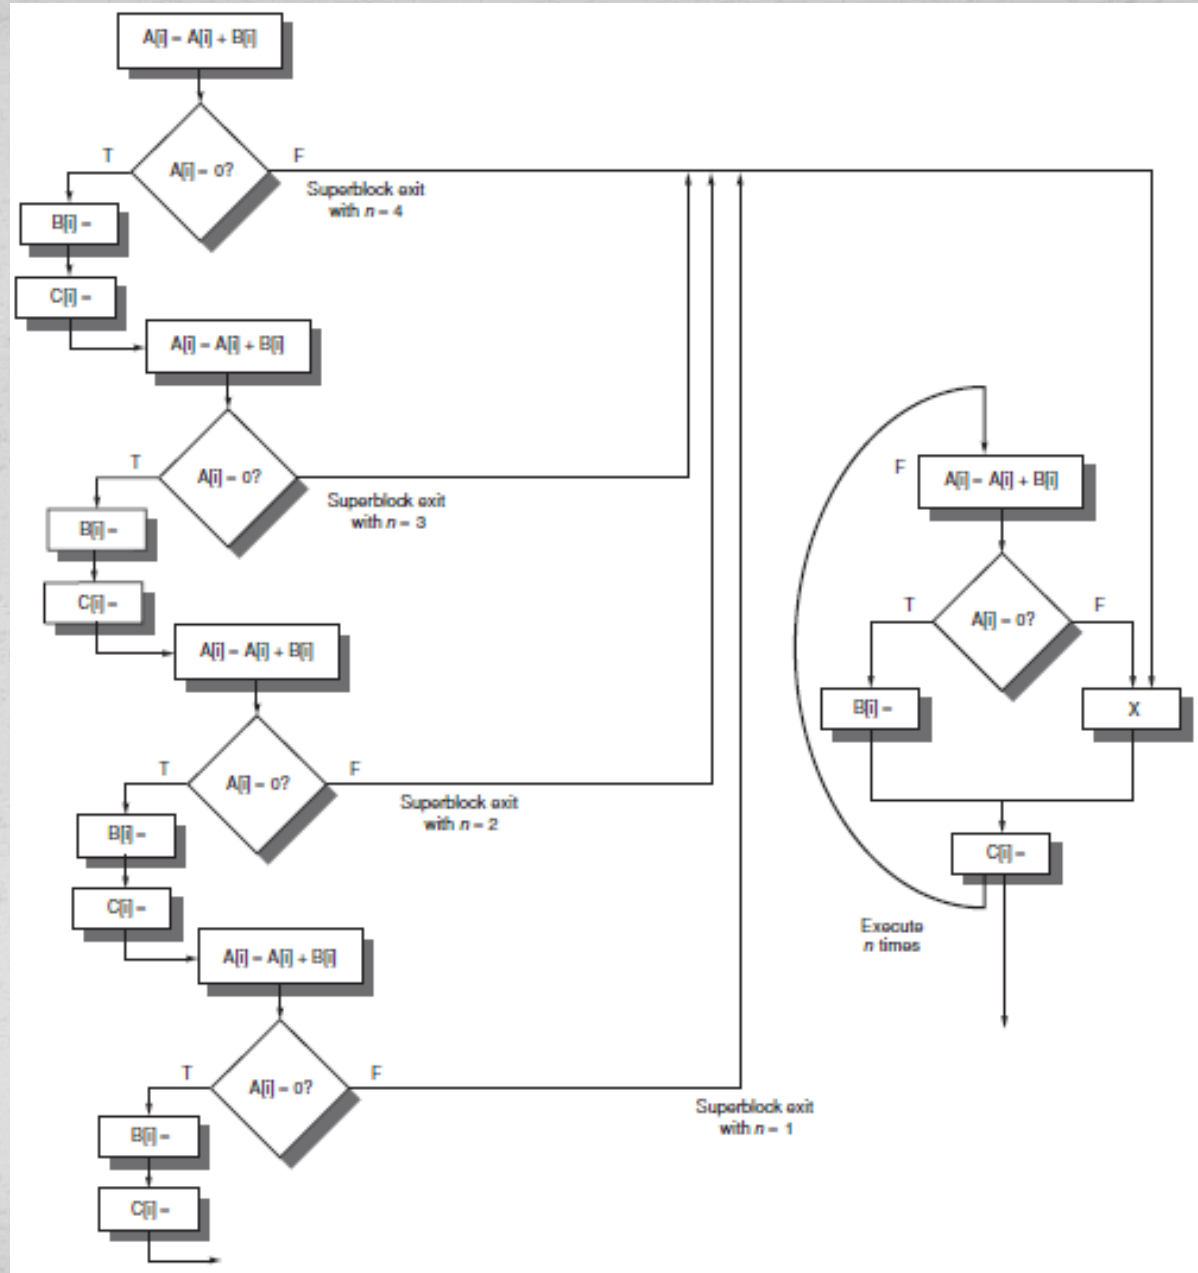 A[i] = A[i] + B[i]
T
F
A[i] = 0?
Superblock exit
with n = 4
B[i] =
C[i] =
A[i] = A[i] + B[i]
T
A[i] = 0?
Superblock exit
with n = 3
B[i] =
C[i] =
A[i] = A[i] + B[i]
T
F
A[i] = 0?
Superblock exit
with n = 2
B[i] =
C[i] =
A[i] = A[i] + B[i]
T
F
A[i] = 0?
Superblock exit
with n = 1
B[i] =
C[i] =
F
A[i] = A[i] + B[i]
T
F
A[i] = 0?
B[i] =
X
C[i] =
Execute
n times